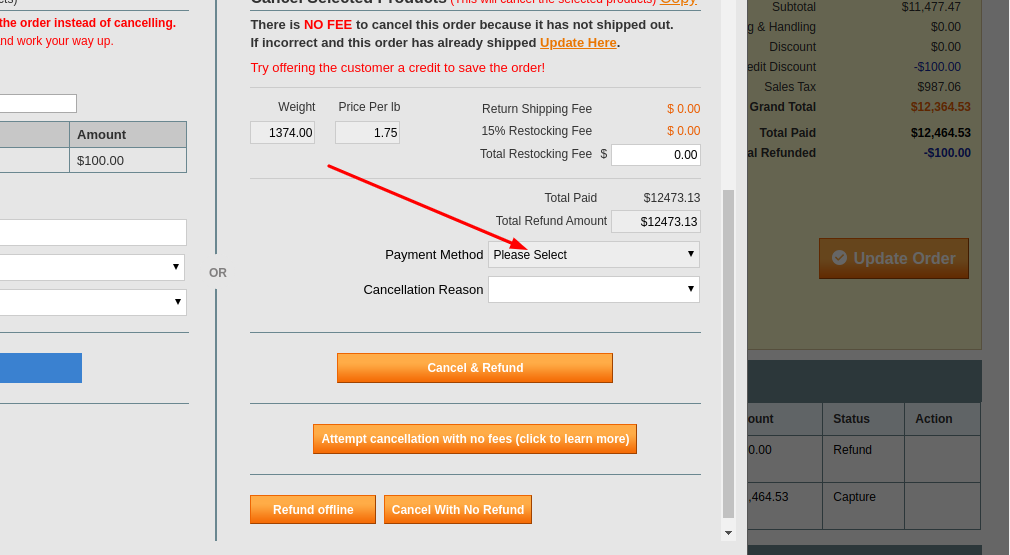 cts)
the order instead of cancelling.
nd work your way up.
Amount
$100.00
OR
Cancel Selected Products (This will cancel the selected products) Copy
There is NO FEE to cancel this order because it has not shipped out.
If incorrect and this order has already shipped Update Here.
Try offering the customer a credit to save the order!
Weight Price Per lb
1374.00 1.75
Return Shipping Fee $ 0.00
15% Restocking Fee $ 0.00
Total Restocking Fee $ 0.00
Total Paid $12473.13
Total Refund Amount $12473.13
Payment Method Please Select
Cancellation Reason
Cancel & Refund
Attempt cancellation with no fees (click to learn more)
Refund offline Cancel With No Refund
Subtotal $11,477.47
g & Handling $0.00
Discount $0.00
edit Discount -$100.00
Sales Tax $987.06
Grand Total $12,364.53
Total Paid $12,464.53
al Refunded -$100.00
Update Order
ount Status Action
0.00 Refund
,464.53 Capture